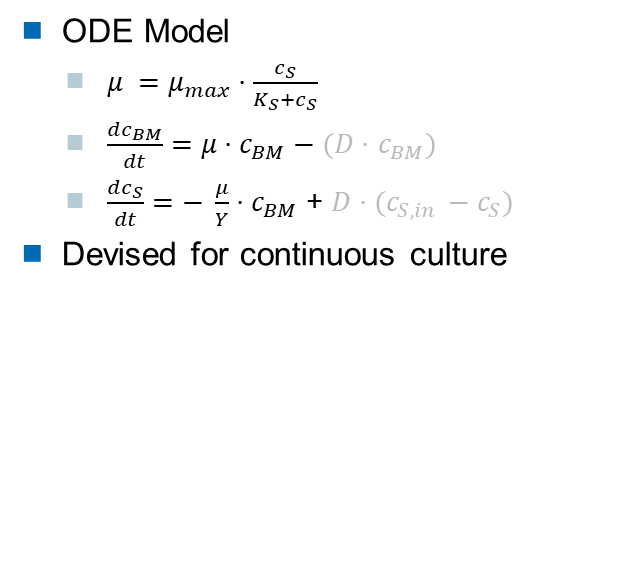 ODE Model
μ = μ_max · c_S / (K_S + c_S)
dc_BM / dt = μ · c_BM − (D · c_BM)
dc_S / dt = − μ / Y · c_BM + D · (c_S,in − c_S)
Devised for continuous culture